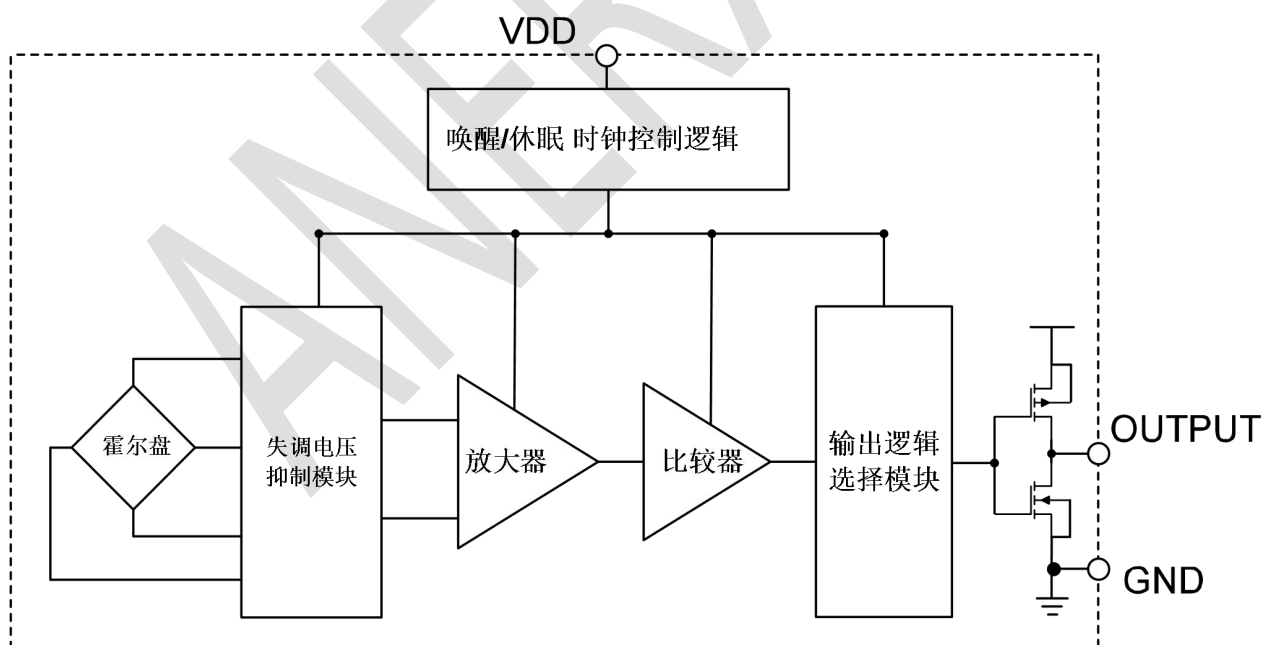 VDD
唤醒/休眠 时钟控制逻辑
霍尔盘
失调电压
抑制模块
放大器
比较器
输出逻辑
选择模块
OUTPUT
GND